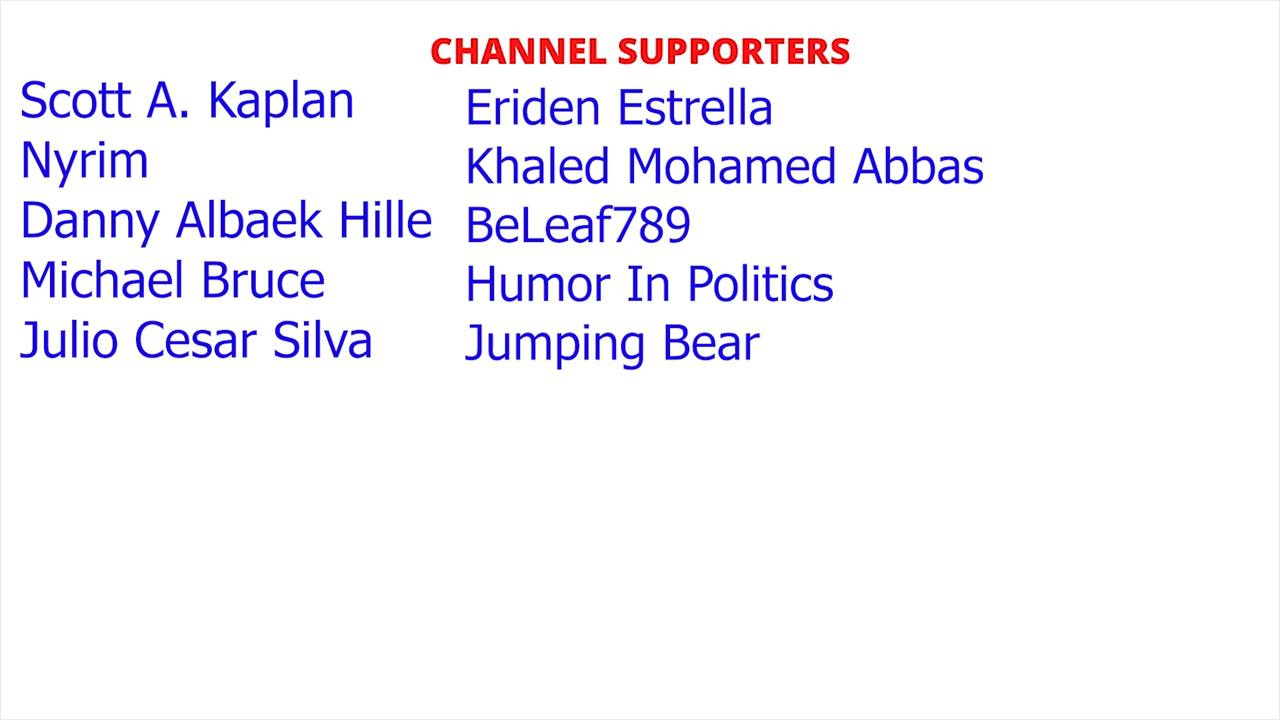 CHANNEL SUPPORTERS
Scott A. Kaplan
Nyrim
Danny Albaek Hille
Michael Bruce
Julio Cesar Silva
Eriden Estrella
Khaled Mohamed Abbas
BeLeaf789
Humor In Politics
Jumping Bear